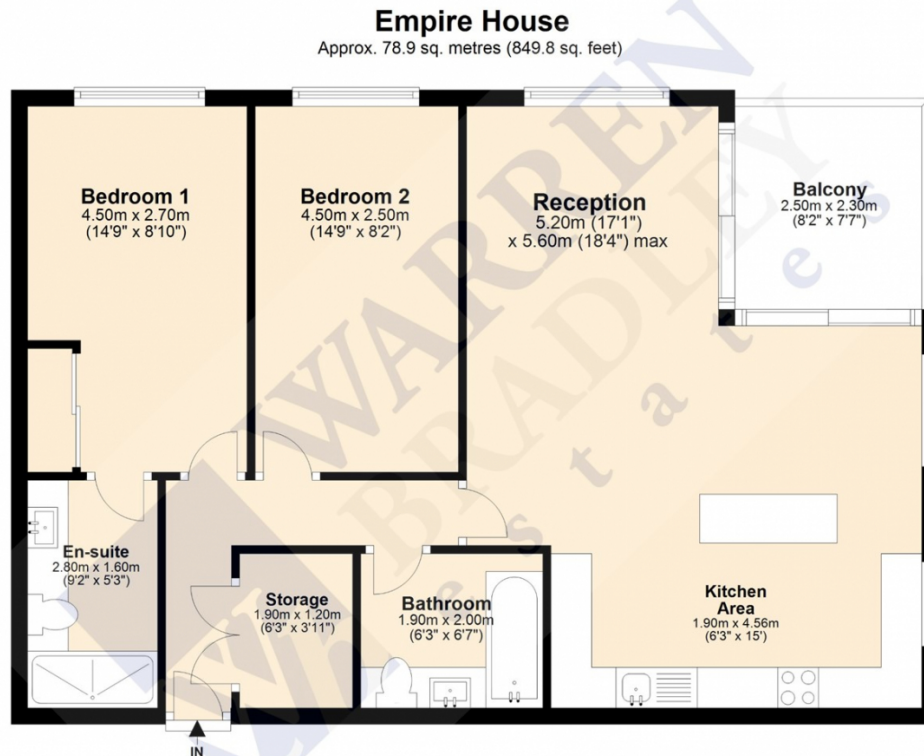 Empire House
Approx. 78.9 sq. metres (849.8 sq. feet)
Bedroom 1
4.50m x 2.70m
(14'9" x 8'10")
Bedroom 2
4.50m x 2.50m
(14'9" x 8'2")
Reception
5.20m (17'1")
x 5.60m (18'4") max
Balcony
2.50m x 2.30m
(8'2" x 7'7")
En-suite
2.80m x 1.60m
(9'2" x 5'3")
Storage
1.90m x 1.20m
(6'3" x 3'11")
Bathroom
1.90m x 2.00m
(6'3" x 6'7")
Kitchen
Area
1.90m x 4.56m
(6'3" x 15')
IN
WARREN
BRADLEY
estates